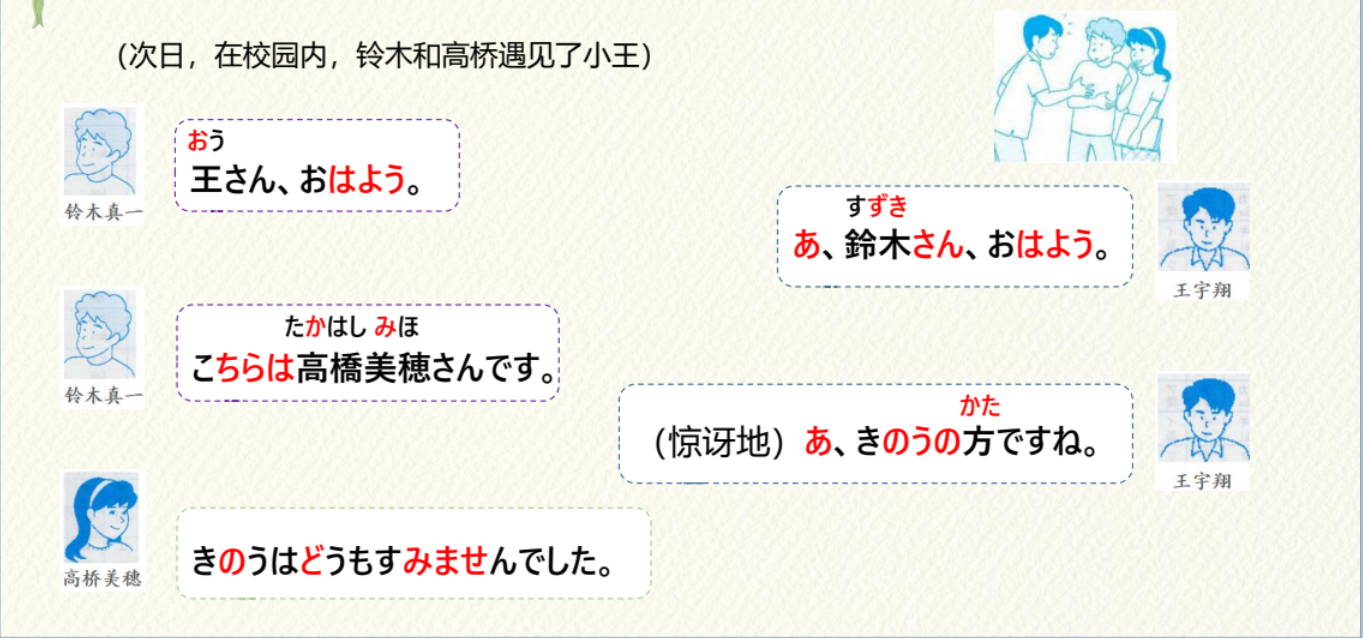 （次日，在校园内，铃木和高桥遇见了小王）
おう
王さん、おはよう。
铃木真一
すずき
あ、鈴木さん、おはよう。
王宇翔
たかはし みほ
こちらは高橋美穂さんです。
铃木真一
かた
（惊讶地）あ、きのうの方ですね。
王宇翔
きのうはどうもすみませんでした。
高桥美穗